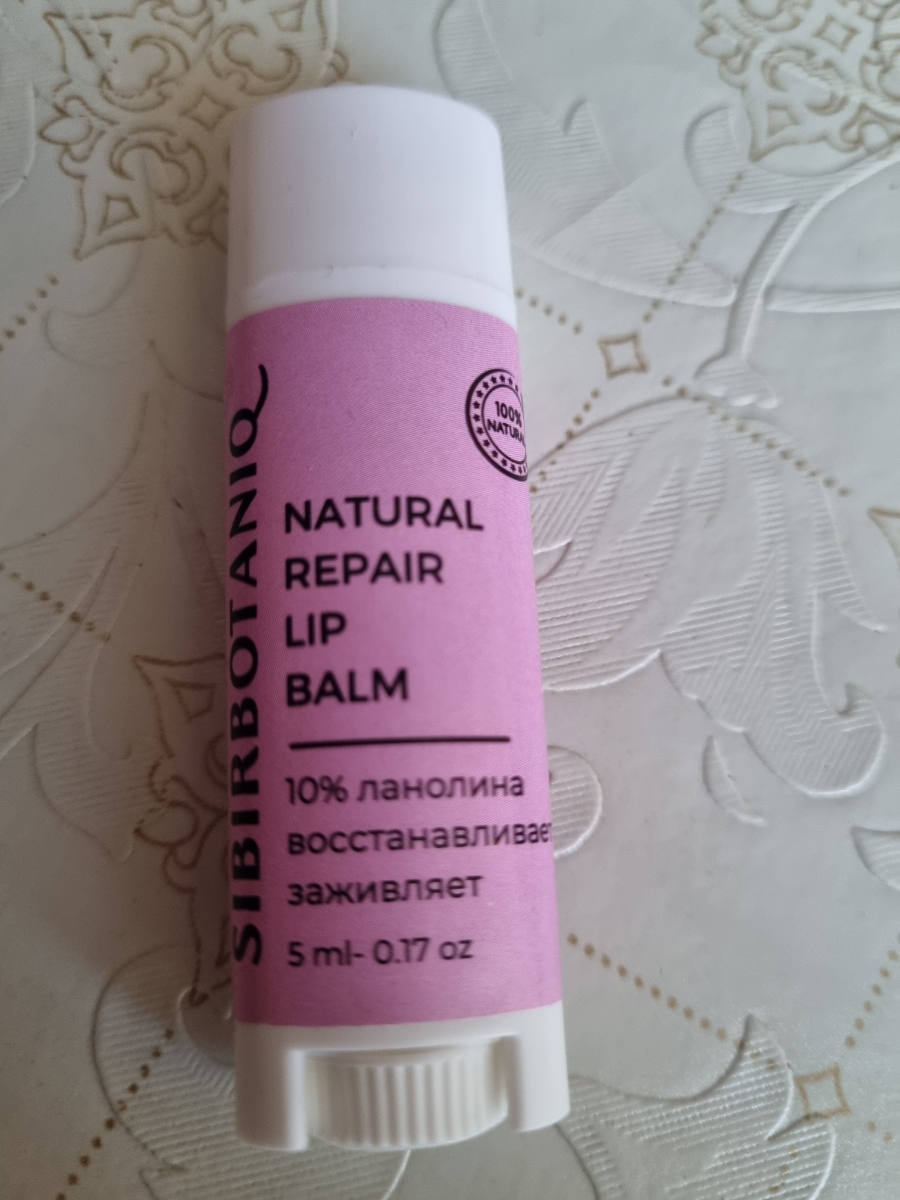 SIBIRBOTANIQ
100%
NATURAL
NATURAL
REPAIR
LIP
BALM
10% ланолина
восстанавливает
заживляет
5 ml- 0.17 oz